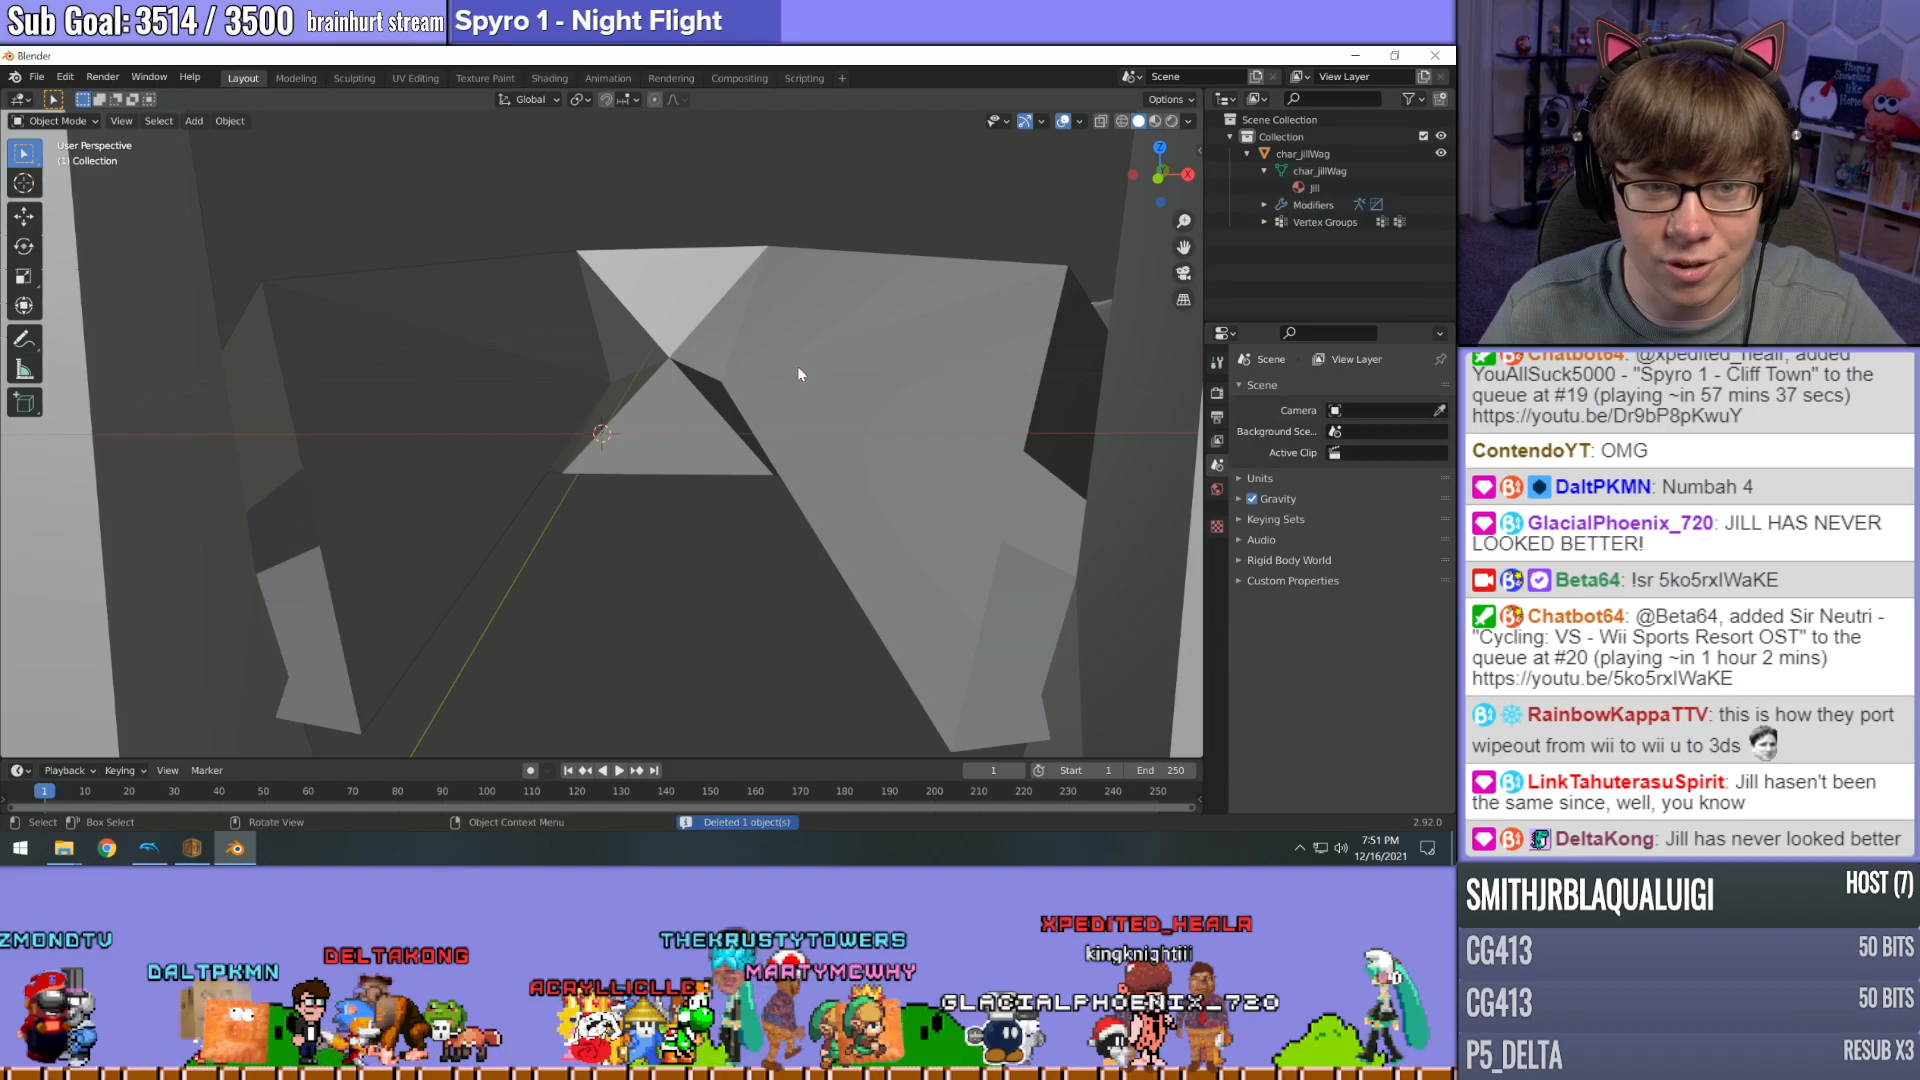 Sub Goal: 3514 / 3500 brainhurt stream
Spyro 1 - Night Flight
Blender
File Edit Render Window Help
Layout Modeling Sculpting UV Editing Texture Paint Shading Animation Rendering Compositing Scripting +
Scene
View Layer
Global
Options
Object Mode View Select Add Object
User Perspective
(1) Collection
Z
X
Scene Collection
Collection
char_jillWag
char_jillWag
Jill
Modifiers
Vertex Groups
Scene View Layer
Scene
Camera
Background Sce...
Active Clip
Units
Gravity
Keying Sets
Audio
Rigid Body World
Custom Properties
Playback Keying View Marker
1 Start 1 End 250
1 10 20 30 40 50 60 70 80 90 100 110 120 130 140 150 160 170 180 190 200 210 220 230 240 250
Select Box Select Rotate View Object Context Menu Deleted 1 object(s) 2.92.0
7:51 PM
12/16/2021
there's
like
Home
Chatbot64: @xpedited_heall, added
YouAllSuck5000 - "Spyro 1 - Cliff Town" to the
queue at #19 (playing ~in 57 mins 37 secs)
https://youtu.be/Dr9bP8pKwuY
ContendoYT: OMG
DaltPKMN: Numbah 4
GlacialPhoenix_720: JILL HAS NEVER
LOOKED BETTER!
Beta64: !sr 5ko5rxIWaKE
Chatbot64: @Beta64, added Sir Neutri -
"Cycling: VS - Wii Sports Resort OST" to the
queue at #20 (playing ~in 1 hour 2 mins)
https://youtu.be/5ko5rxIWaKE
RainbowKappaTTV: this is how they port
wipeout from wii to wii u to 3ds
LinkTahuterasuSpirit: Jill hasen't been
the same since, well, you know
DeltaKong: Jill has never looked better
SMITHJRBLAQUALUIGI HOST (7)
CG413 50 BITS
CG413 50 BITS
P5_DELTA RESUB X3
ZMONDTV
DALTPKMN
DELTAKONG
ACRYLLICLLC
THEKRUSTYTOWERS
MARTYMCWHY
XPEDITED_HEALA
kingknightiii
GLACIALPHOENIX_720